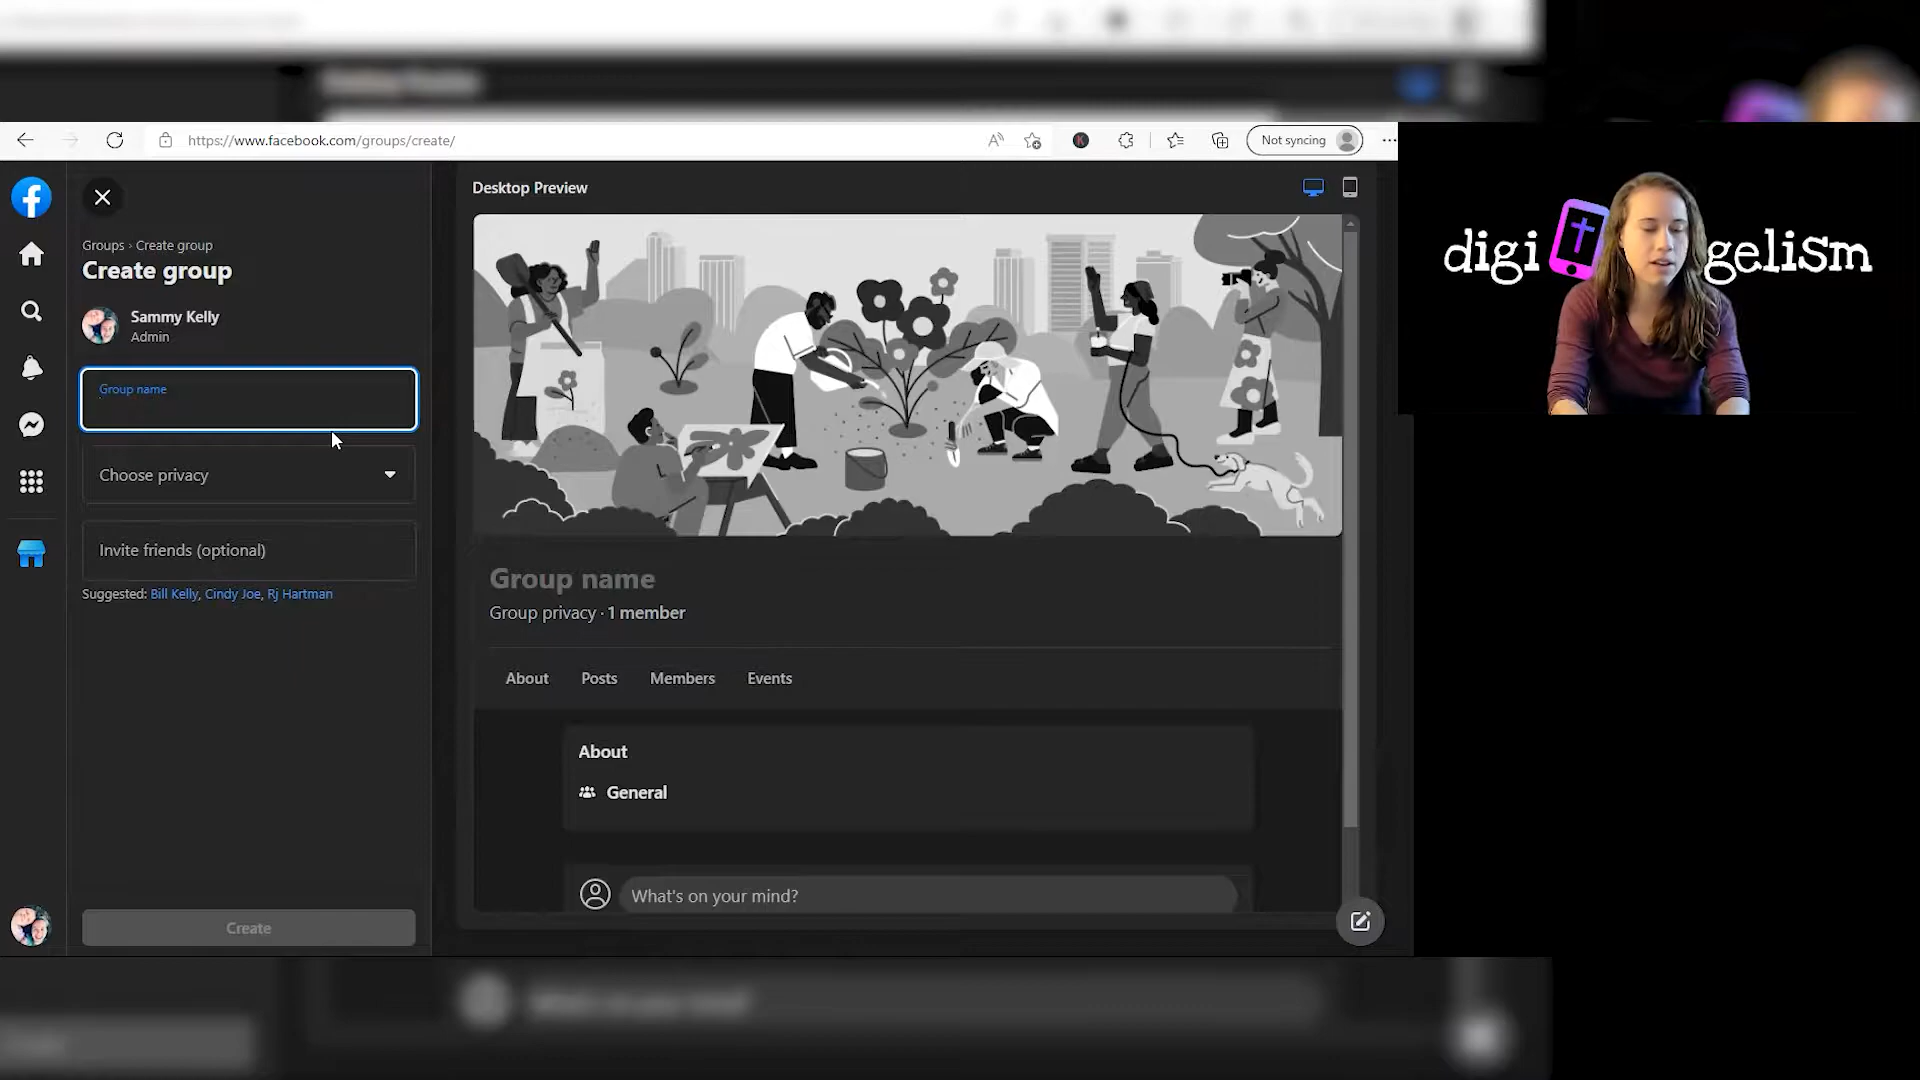 https://www.facebook.com/groups/create/
Not syncing
Groups › Create group
Create group
Sammy Kelly
Admin
Group name
Choose privacy
Invite friends (optional)
Suggested: Bill Kelly, Cindy Joe, Rj Hartman
Create
Desktop Preview
Group name
Group privacy · 1 member
About
Posts
Members
Events
About
General
What's on your mind?
digi
gelism